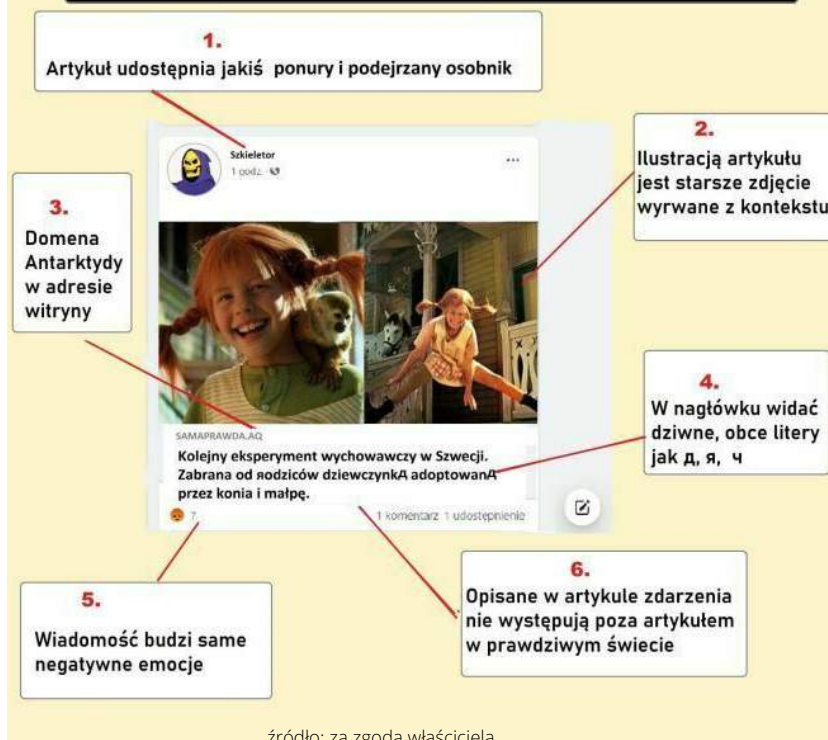 1.
Artykuł udostępnia jakiś ponury i podejrzany osobnik
Szkieletor
1 godz.
...
2.
Ilustracją artykułu
jest starsze zdjęcie
wyrwane z kontekstu
3.
Domena
Antarktydy
w adresie
witryny
SAMAPRAWDA.AQ
Kolejny eksperyment wychowawczy w Szwecji.
Zabrana od яodziców dziewczynkд adoptowanд
przez konia i małpę.
7
1 komentarz 1 udostępnienie
4.
W nagłówku widać
dziwne, obce litery
jak д, я, ч
5.
Wiadomość budzi same
negatywne emocje
6.
Opisane w artykule zdarzenia
nie występują poza artykułem
w prawdziwym świecie
źródło: za zgodą właściciela